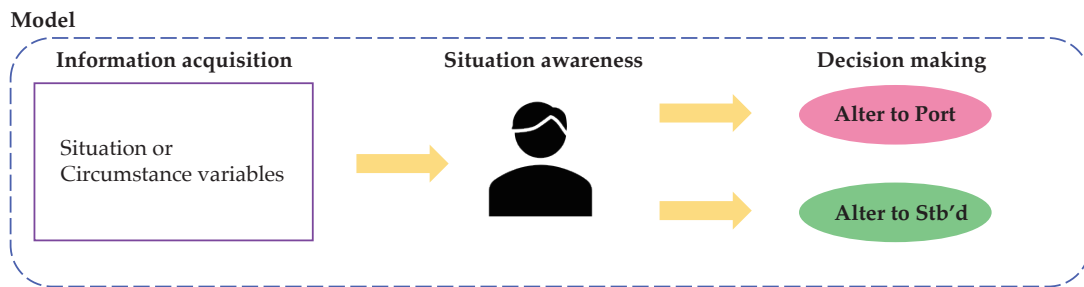 Model
Information acquisition
Situation awareness
Decision making
Situation or
Circumstance variables
Alter to Port
Alter to Stb’d